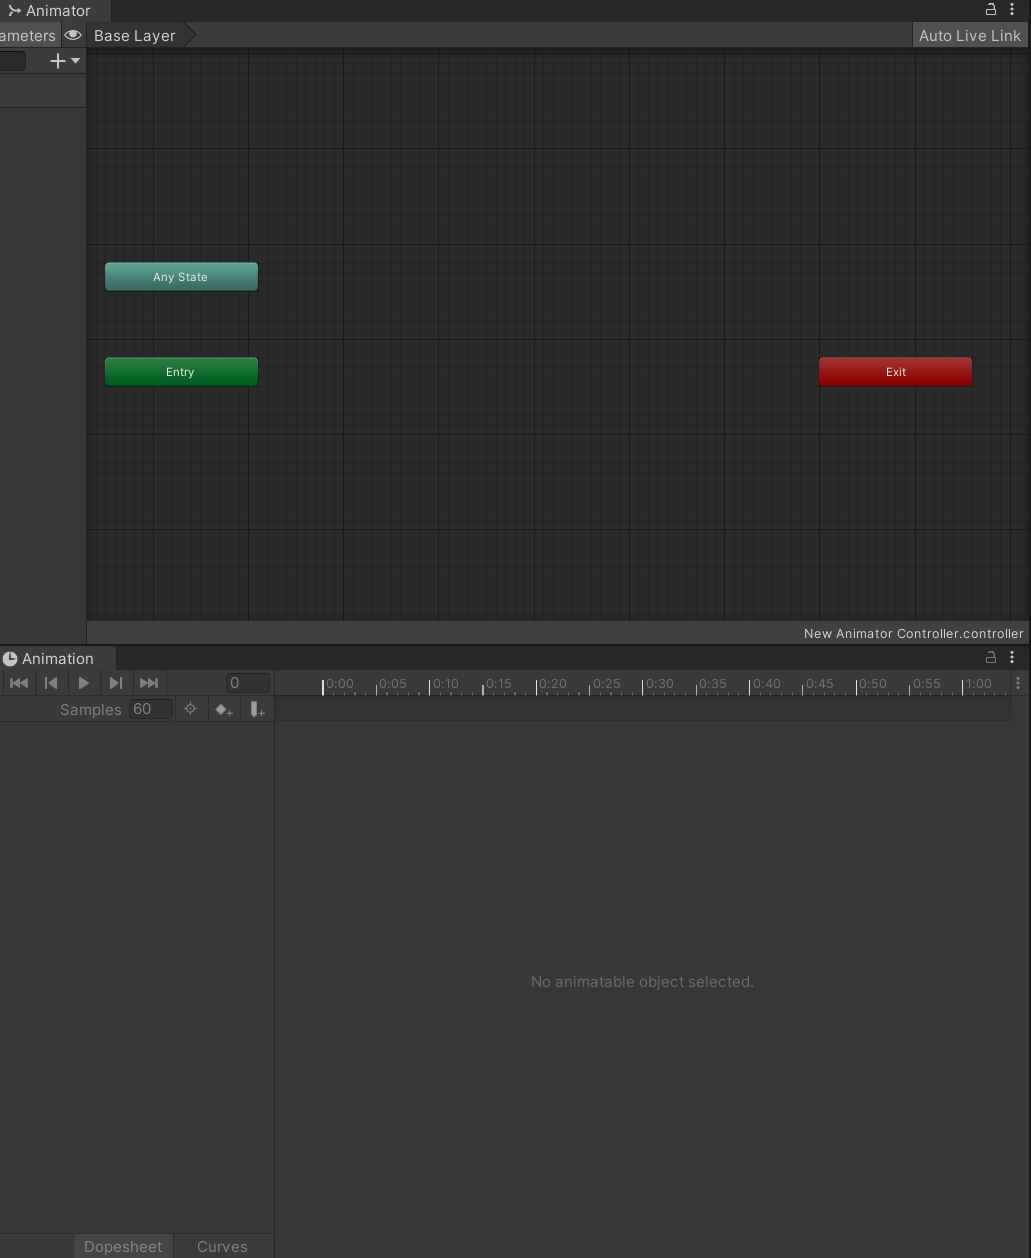 Animator
ameters Base Layer Auto Live Link
Any State
Entry Exit
New Animator Controller.controller
Animation
0 0:00 0:05 0:10 0:15 0:20 0:25 0:30 0:35 0:40 0:45 0:50 0:55 1:00
Samples 60
No animatable object selected.
Dopesheet Curves